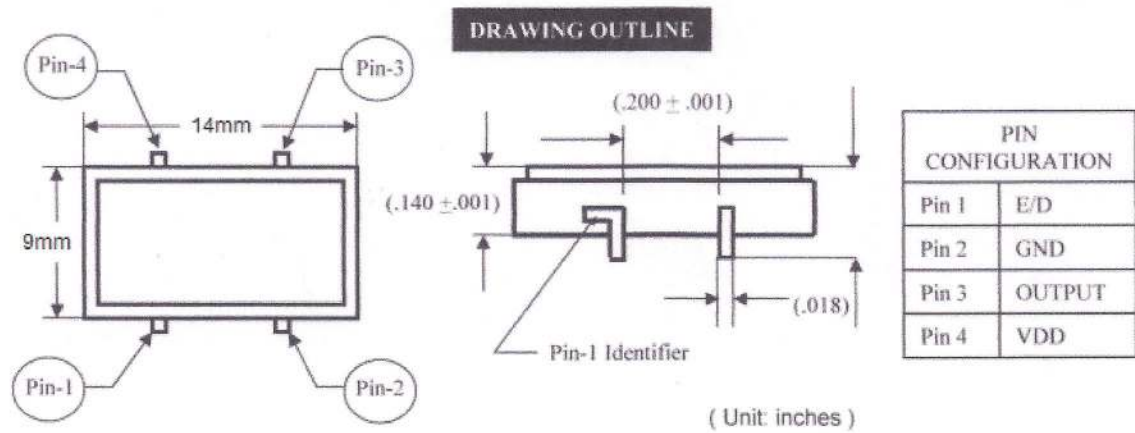 DRAWING OUTLINE
Pin-4
Pin-3
14mm
9mm
Pin-1
Pin-2
(.200 ± .001)
(.140 ±.001)
(.018)
Pin-1 Identifier
( Unit: inches )
PIN
CONFIGURATION
Pin 1 E/D
Pin 2 GND
Pin 3 OUTPUT
Pin 4 VDD